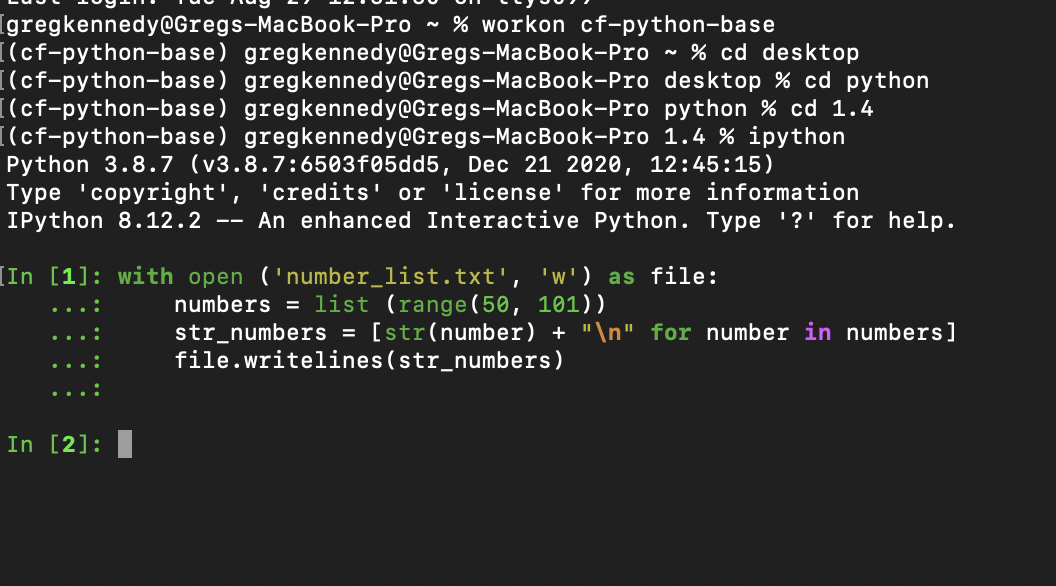 gregkennedy@Gregs-MacBook-Pro ~ % workon cf-python-base
(cf-python-base) gregkennedy@Gregs-MacBook-Pro ~ % cd desktop
(cf-python-base) gregkennedy@Gregs-MacBook-Pro desktop % cd python
(cf-python-base) gregkennedy@Gregs-MacBook-Pro python % cd 1.4
(cf-python-base) gregkennedy@Gregs-MacBook-Pro 1.4 % ipython
Python 3.8.7 (v3.8.7:6503f05dd5, Dec 21 2020, 12:45:15)
Type 'copyright', 'credits' or 'license' for more information
IPython 8.12.2 -- An enhanced Interactive Python. Type '?' for help.
In [1]: with open ('number_list.txt', 'w') as file:
   ...:     numbers = list (range(50, 101))
   ...:     str_numbers = [str(number) + "\n" for number in numbers]
   ...:     file.writelines(str_numbers)
   ...:
In [2]: